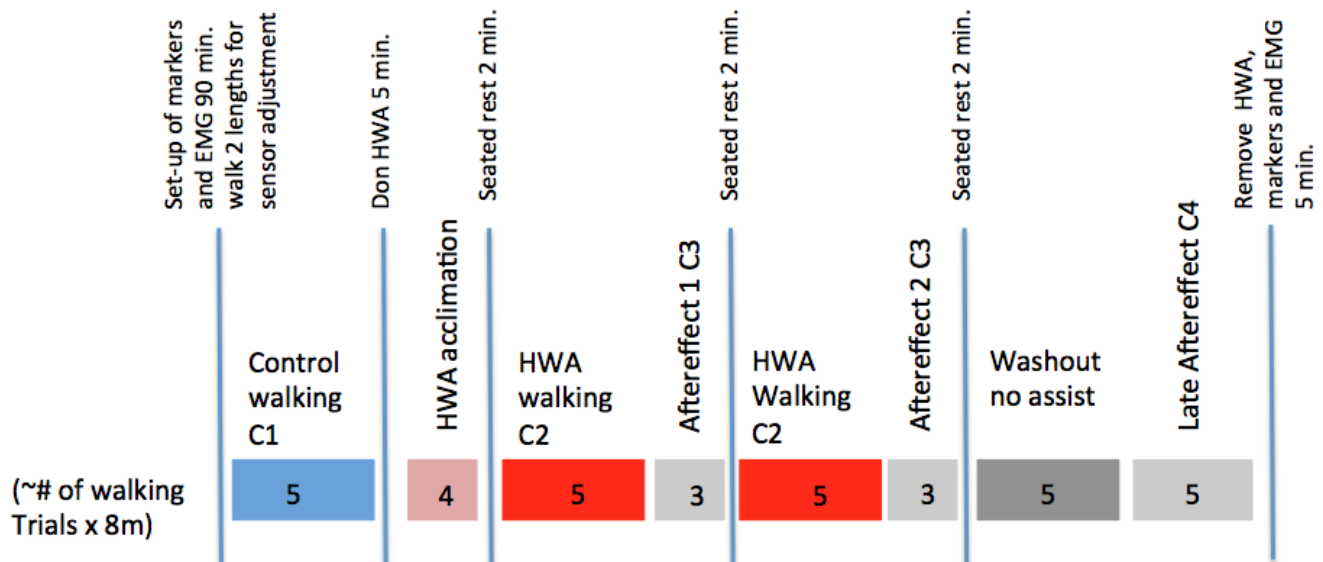 Set-up of markers
and EMG 90 min.
walk 2 lengths for
sensor adjustment
Don HWA 5 min.
HWA acclimation
Seated rest 2 min.
Aftereffect 1 C3
Seated rest 2 min.
Aftereffect 2 C3
Seated rest 2 min.
Late Aftereffect C4
Remove HWA,
markers and EMG
5 min.
Control
walking
C1
HWA
walking
C2
HWA
Walking
C2
Washout
no assist
(~# of walking
Trials x 8m)
5
4
5
3
5
3
5
5